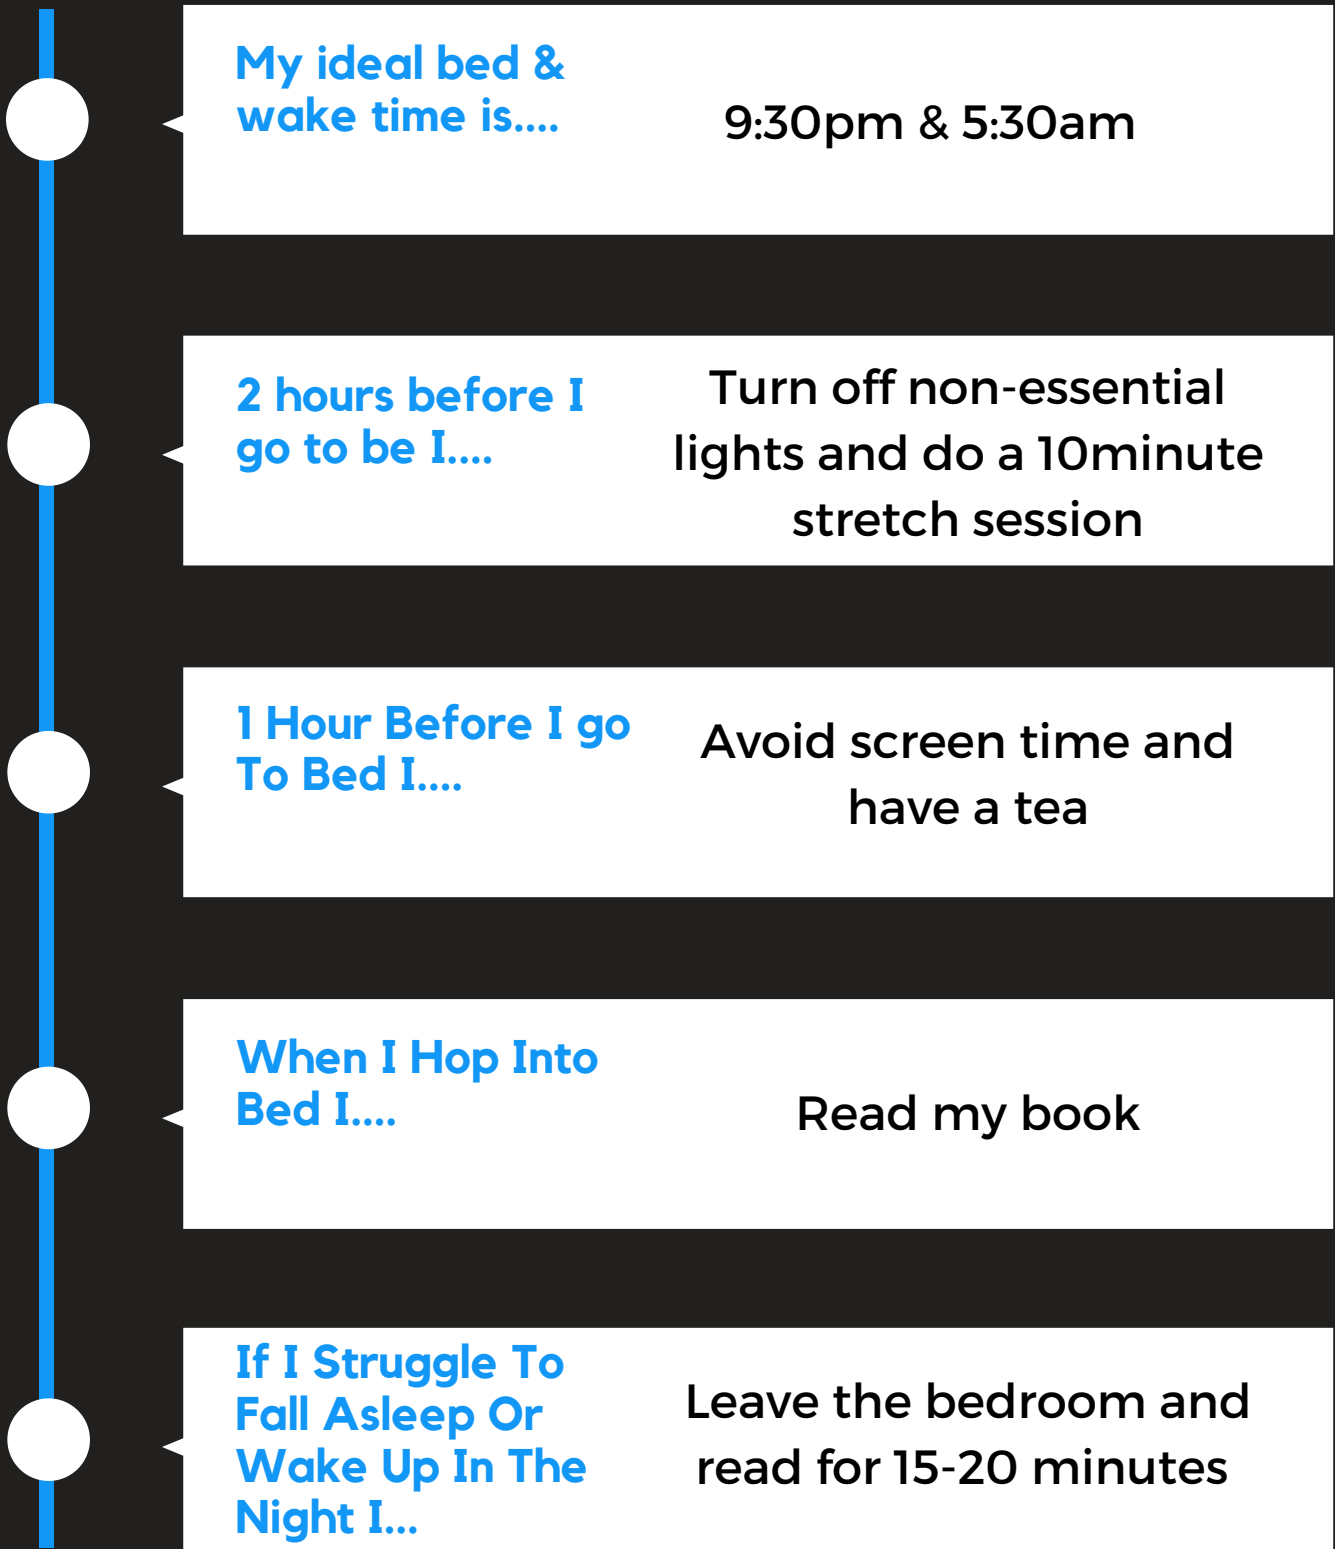 My ideal bed &
wake time is....
9:30pm & 5:30am
2 hours before I
go to be I....
Turn off non-essential
lights and do a 10minute
stretch session
1 Hour Before I go
To Bed I....
Avoid screen time and
have a tea
When I Hop Into
Bed I....
Read my book
If I Struggle To
Fall Asleep Or
Wake Up In The
Night I...
Leave the bedroom and
read for 15-20 minutes